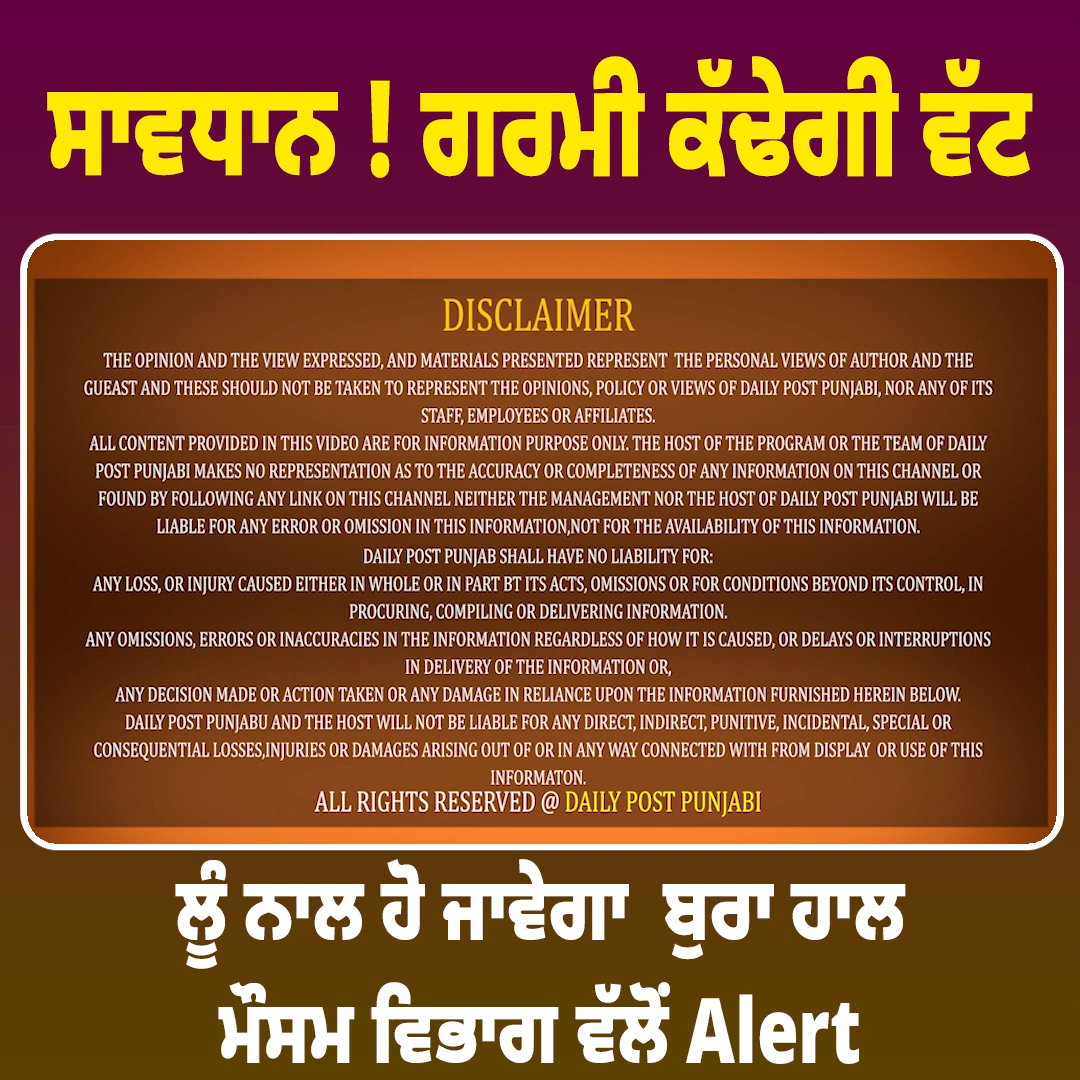 ਸਾਵਧਾਨ ! ਗਰਮੀ ਕੱਢੇਗੀ ਵੱਟ
DISCLAIMER
THE OPINION AND THE VIEW EXPRESSED, AND MATERIALS PRESENTED REPRESENT THE PERSONAL VIEWS OF AUTHOR AND THE
GUEAST AND THESE SHOULD NOT BE TAKEN TO REPRESENT THE OPINIONS, POLICY OR VIEWS OF DAILY POST PUNJABI, NOR ANY OF ITS
STAFF, EMPLOYEES OR AFFILIATES.
ALL CONTENT PROVIDED IN THIS VIDEO ARE FOR INFORMATION PURPOSE ONLY. THE HOST OF THE PROGRAM OR THE TEAM OF DAILY
POST PUNJABI MAKES NO REPRESENTATION AS TO THE ACCURACY OR COMPLETENESS OF ANY INFORMATION ON THIS CHANNEL OR
FOUND BY FOLLOWING ANY LINK ON THIS CHANNEL NEITHER THE MANAGEMENT NOR THE HOST OF DAILY POST PUNJABI WILL BE
LIABLE FOR ANY ERROR OR OMISSION IN THIS INFORMATION,NOT FOR THE AVAILABILITY OF THIS INFORMATION.
DAILY POST PUNJAB SHALL HAVE NO LIABILITY FOR:
ANY LOSS, OR INJURY CAUSED EITHER IN WHOLE OR IN PART BT ITS ACTS, OMISSIONS OR FOR CONDITIONS BEYOND ITS CONTROL, IN
PROCURING, COMPILING OR DELIVERING INFORMATION.
ANY OMISSIONS, ERRORS OR INACCURACIES IN THE INFORMATION REGARDLESS OF HOW IT IS CAUSED, OR DELAYS OR INTERRUPTIONS
IN DELIVERY OF THE INFORMATION OR,
ANY DECISION MADE OR ACTION TAKEN OR ANY DAMAGE IN RELIANCE UPON THE INFORMATION FURNISHED HEREIN BELOW.
DAILY POST PUNJABU AND THE HOST WILL NOT BE LIABLE FOR ANY DIRECT, INDIRECT, PUNITIVE, INCIDENTAL, SPECIAL OR
CONSEQUENTIAL LOSSES,INJURIES OR DAMAGES ARISING OUT OF OR IN ANY WAY CONNECTED WITH FROM DISPLAY OR USE OF THIS
INFORMATON.
ALL RIGHTS RESERVED @ DAILY POST PUNJABI
ਲੂੰ ਨਾਲ ਹੋ ਜਾਵੇਗਾ ਬੁਰਾ ਹਾਲ
ਮੌਸਮ ਵਿਭਾਗ ਵੱਲੋਂ Alert